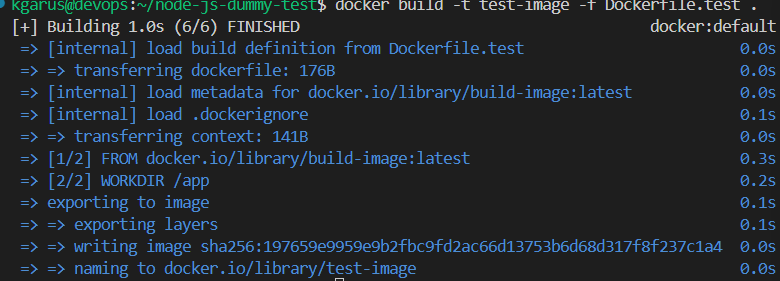 kgarus@devops:~/node-js-dummy-test$ docker build -t test-image -f Dockerfile.test .
[+] Building 1.0s (6/6) FINISHED docker:default
=> [internal] load build definition from Dockerfile.test 0.0s
=> => transferring dockerfile: 176B 0.0s
=> [internal] load metadata for docker.io/library/build-image:latest 0.0s
=> [internal] load .dockerignore 0.1s
=> => transferring context: 141B 0.0s
=> [1/2] FROM docker.io/library/build-image:latest 0.3s
=> [2/2] WORKDIR /app 0.2s
=> exporting to image 0.1s
=> => exporting layers 0.1s
=> => writing image sha256:197659e9959e9b2fbc9fd2ac66d13753b6d68d317f8f237c1a4 0.0s
=> => naming to docker.io/library/test-image 0.0s